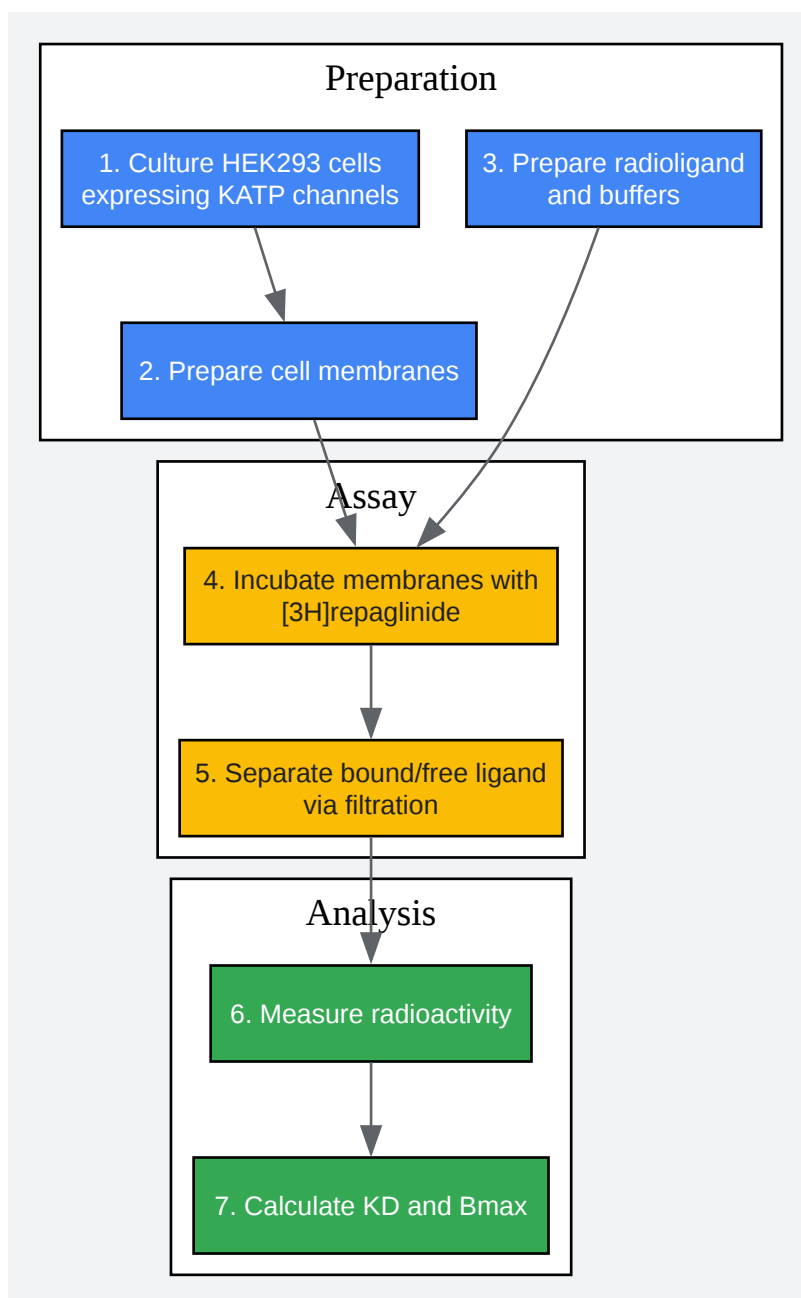 Preparation
1. Culture HEK293 cells
expressing KATP channels
3. Prepare radioligand
and buffers
2. Prepare cell membranes
Assay
4. Incubate membranes with
[3H]repaglinide
5. Separate bound/free ligand
via filtration
Analysis
6. Measure radioactivity
7. Calculate KD and Bmax